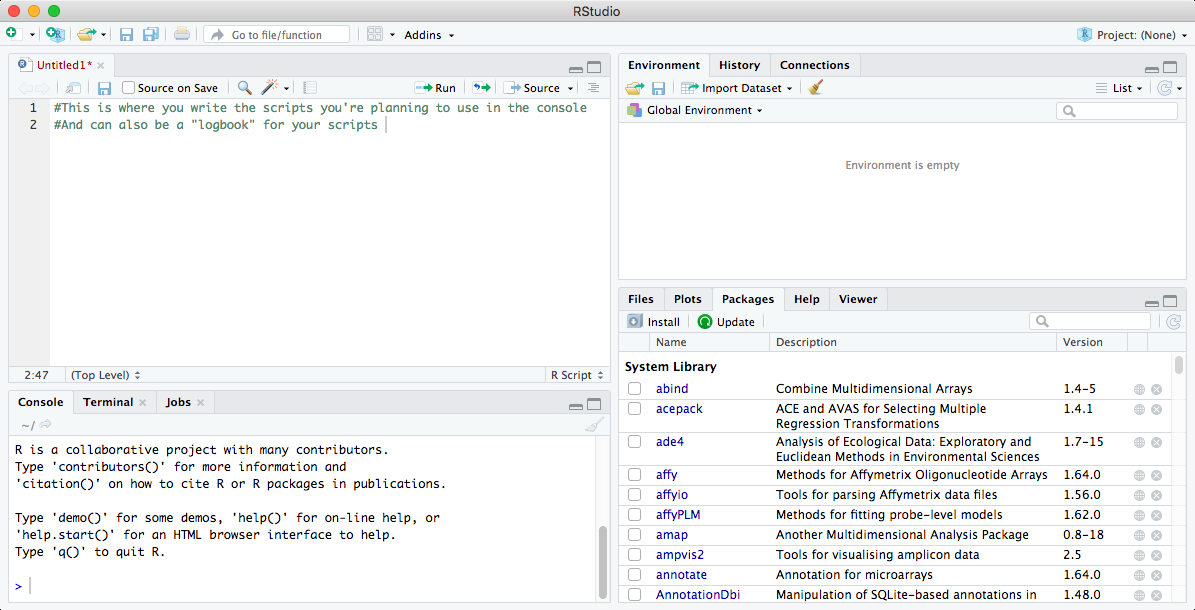 RStudio
Go to file/function
Addins
Project: (None)
Untitled1*
Source on Save
Run
Source
1 #This is where you write the scripts you're planning to use in the console
2 #And can also be a "logbook" for your scripts
2:47
(Top Level)
R Script
Console
Terminal
Jobs
~/
R is a collaborative project with many contributors.
Type 'contributors()' for more information and
'citation()' on how to cite R or R packages in publications.
Type 'demo()' for some demos, 'help()' for on-line help, or
'help.start()' for an HTML browser interface to help.
Type 'q()' to quit R.
>
Environment
History
Connections
Import Dataset
List
Global Environment
Environment is empty
Files
Plots
Packages
Help
Viewer
Install
Update
Name Description Version
System Library
abind Combine Multidimensional Arrays 1.4-5
acepack ACE and AVAS for Selecting Multiple 1.4.1
Regression Transformations
ade4 Analysis of Ecological Data: Exploratory and 1.7-15
Euclidean Methods in Environmental Sciences
affy Methods for Affymetrix Oligonucleotide Arrays 1.64.0
affyio Tools for parsing Affymetrix data files 1.56.0
affyPLM Methods for fitting probe-level models 1.62.0
amap Another Multidimensional Analysis Package 0.8-18
ampvis2 Tools for visualising amplicon data 2.5
annotate Annotation for microarrays 1.64.0
AnnotationDbi Manipulation of SQLite-based annotations in 1.48.0